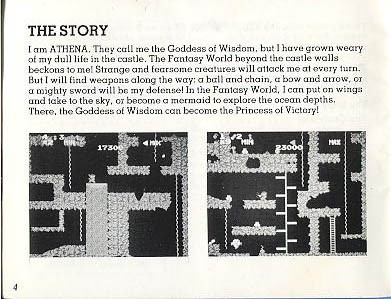 THE STORY
I am ATHENA. They call me the Goddess of Wisdom, but I have grown weary
of my dull life in the castle. The Fantasy World beyond the castle walls
beckons to me! Strange and fearsome creatures will attack me at every turn.
But I will find weapons along the way: a ball and chain, a bow and arrow, or
a mighty sword will be my defense! In the Fantasy World, I can put on wings
and take to the sky, or become a mermaid to explore the ocean depths.
There, the Goddess of Wisdom can become the Princess of Victory!
MIN MAX
17300
MIN MAX
23000
4